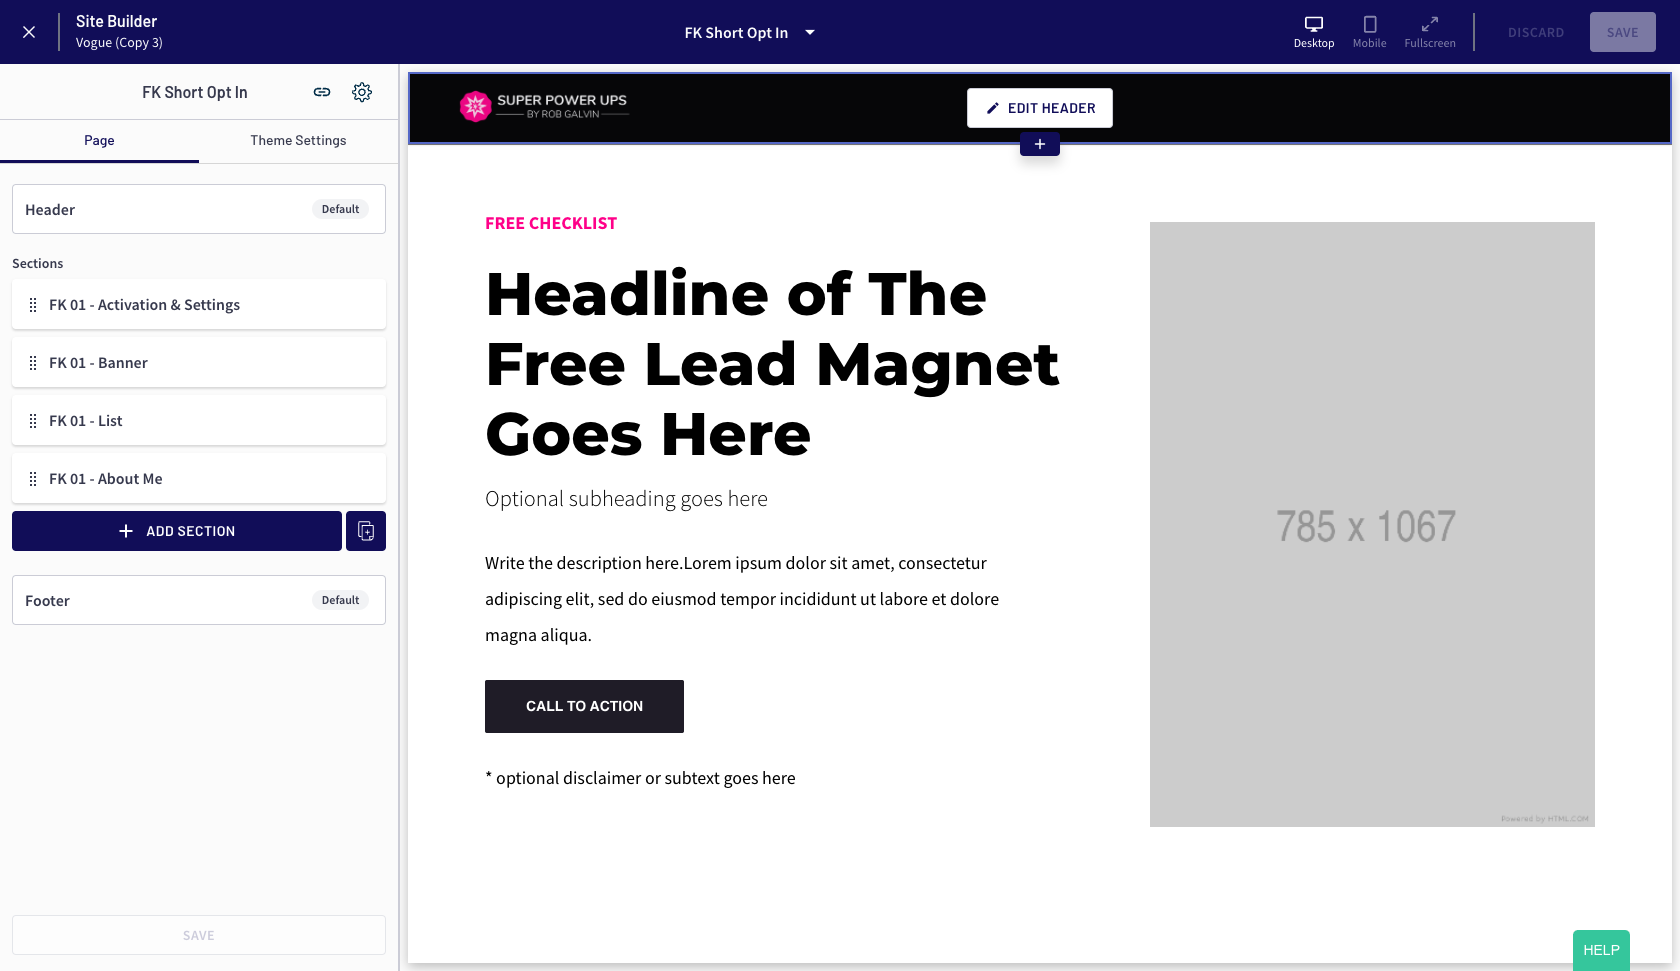 Site Builder
Vogue (Copy 3)
FK Short Opt In
Desktop
Mobile
Fullscreen
DISCARD
SAVE
FK Short Opt In
Page
Theme Settings
Header
Default
Sections
FK 01 - Activation & Settings
FK 01 - Banner
FK 01 - List
FK 01 - About Me
ADD SECTION
Footer
Default
SAVE
SUPER POWER UPS
BY ROB GALVIN
EDIT HEADER
FREE CHECKLIST
Headline of The
Free Lead Magnet
Goes Here
Optional subheading goes here
Write the description here.Lorem ipsum dolor sit amet, consectetur
adipiscing elit, sed do eiusmod tempor incididunt ut labore et dolore
magna aliqua.
CALL TO ACTION
* optional disclaimer or subtext goes here
785 x 1067
Powered by HTML.COM
HELP